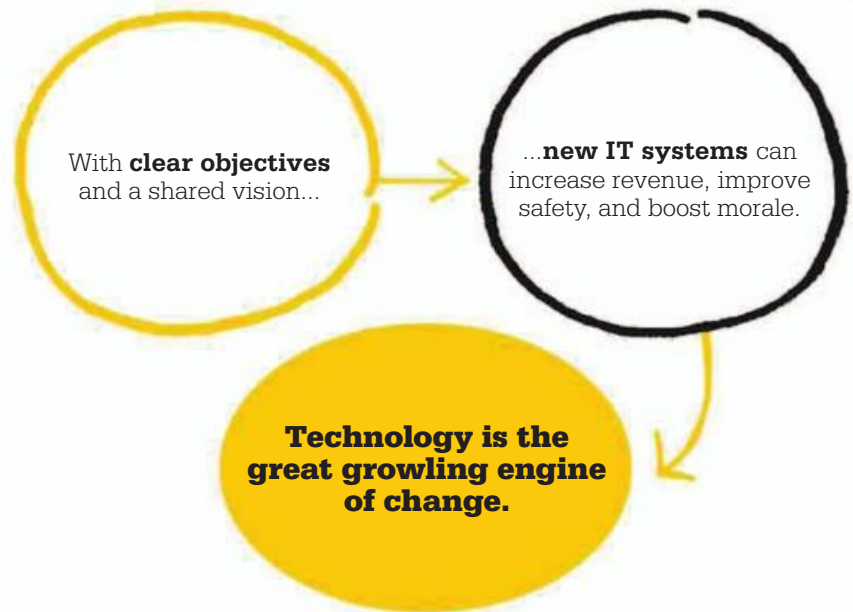 With clear objectives
and a shared vision...
...new IT systems can
increase revenue, improve
safety, and boost morale.
Technology is the
great growling engine
of change.